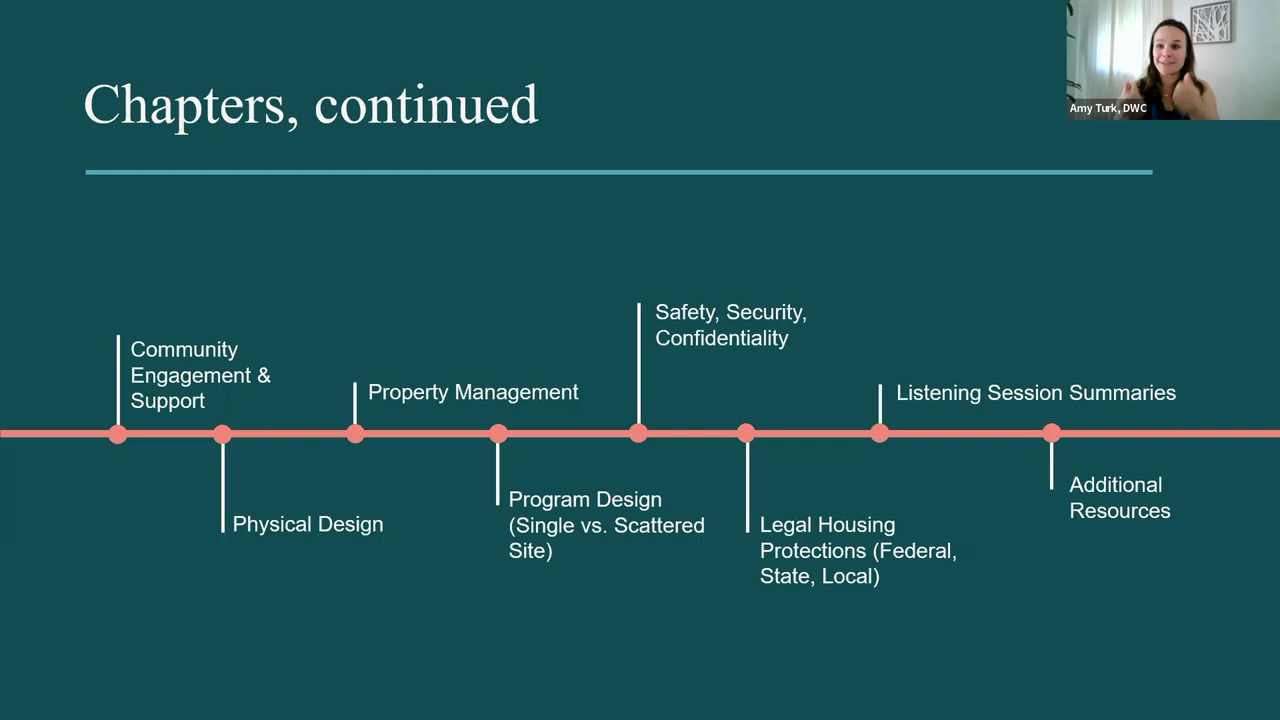 Chapters, continued
Amy Turk, DWC
Community
Engagement &
Support
Physical Design
Property Management
Program Design
(Single vs. Scattered
Site)
Safety, Security,
Confidentiality
Legal Housing
Protections (Federal,
State, Local)
Listening Session Summaries
Additional
Resources